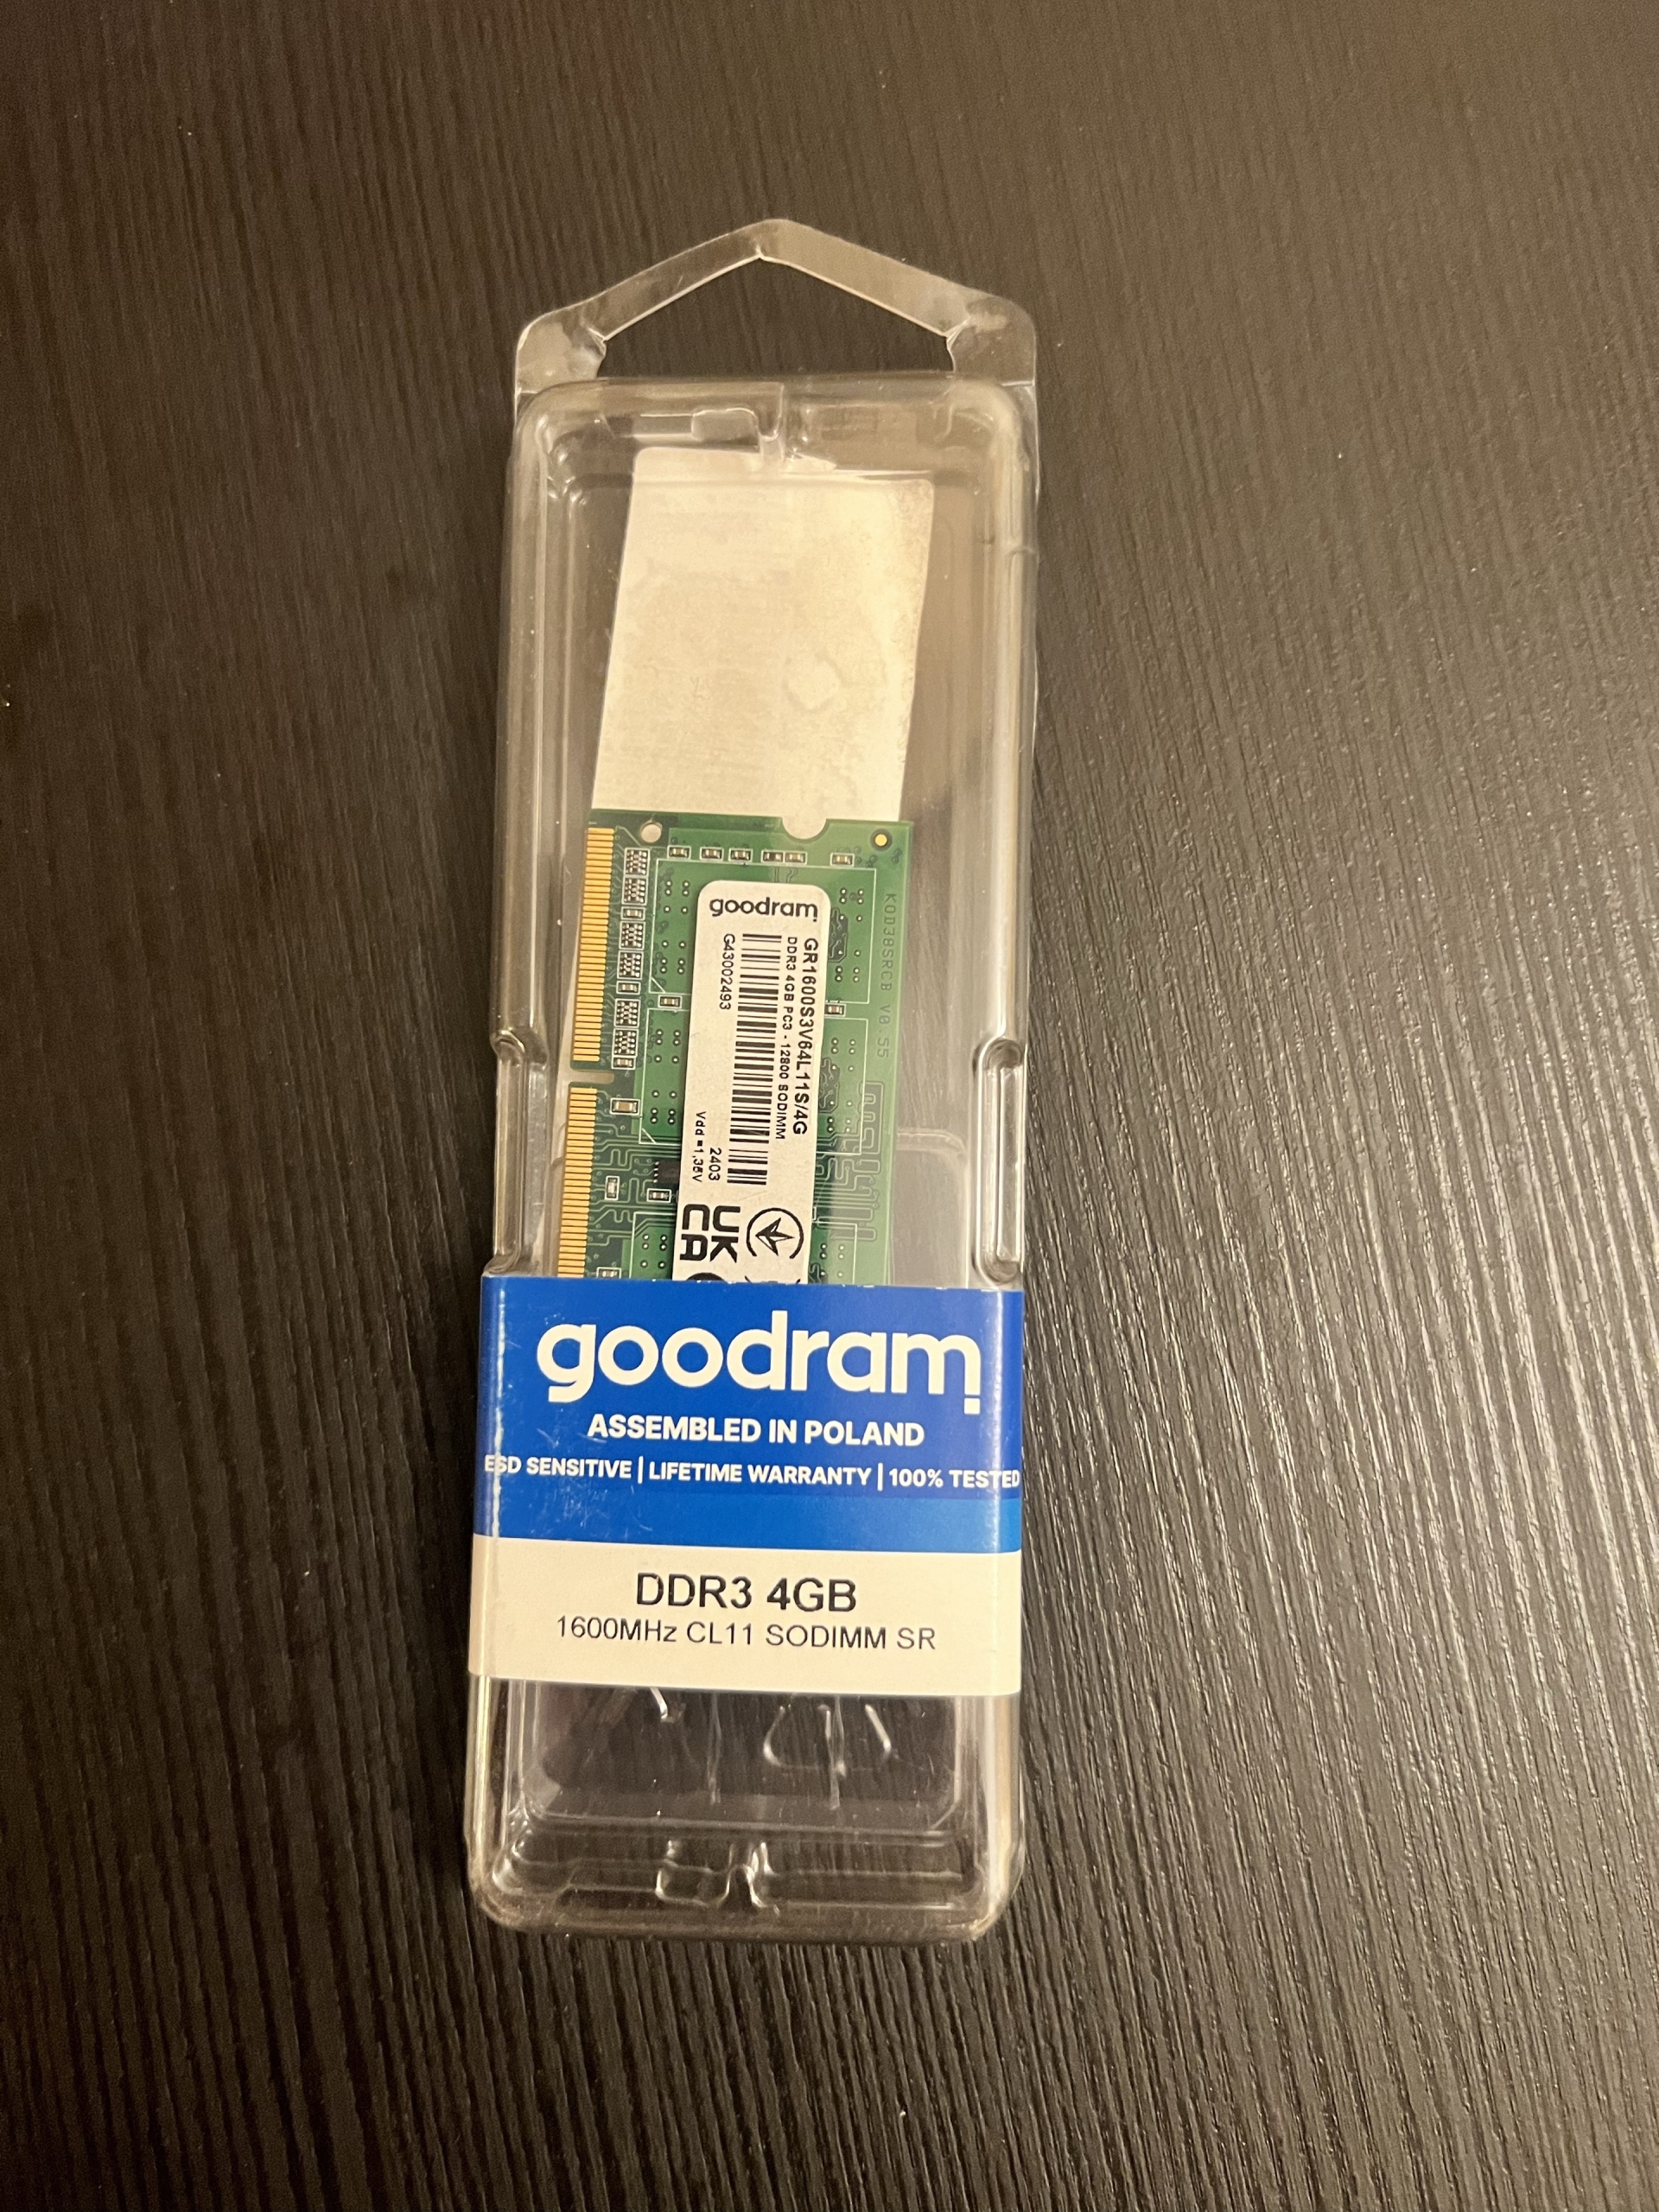 goodram
GR1600S3V64L11S/4G
DDR3 4GB PC3 - 12800 SODIMM
G43002493
2403
Vdd=1,35V
UK
CA
goodram
ASSEMBLED IN POLAND
ESD SENSITIVE | LIFETIME WARRANTY | 100% TESTED
DDR3 4GB
1600MHz CL11 SODIMM SR